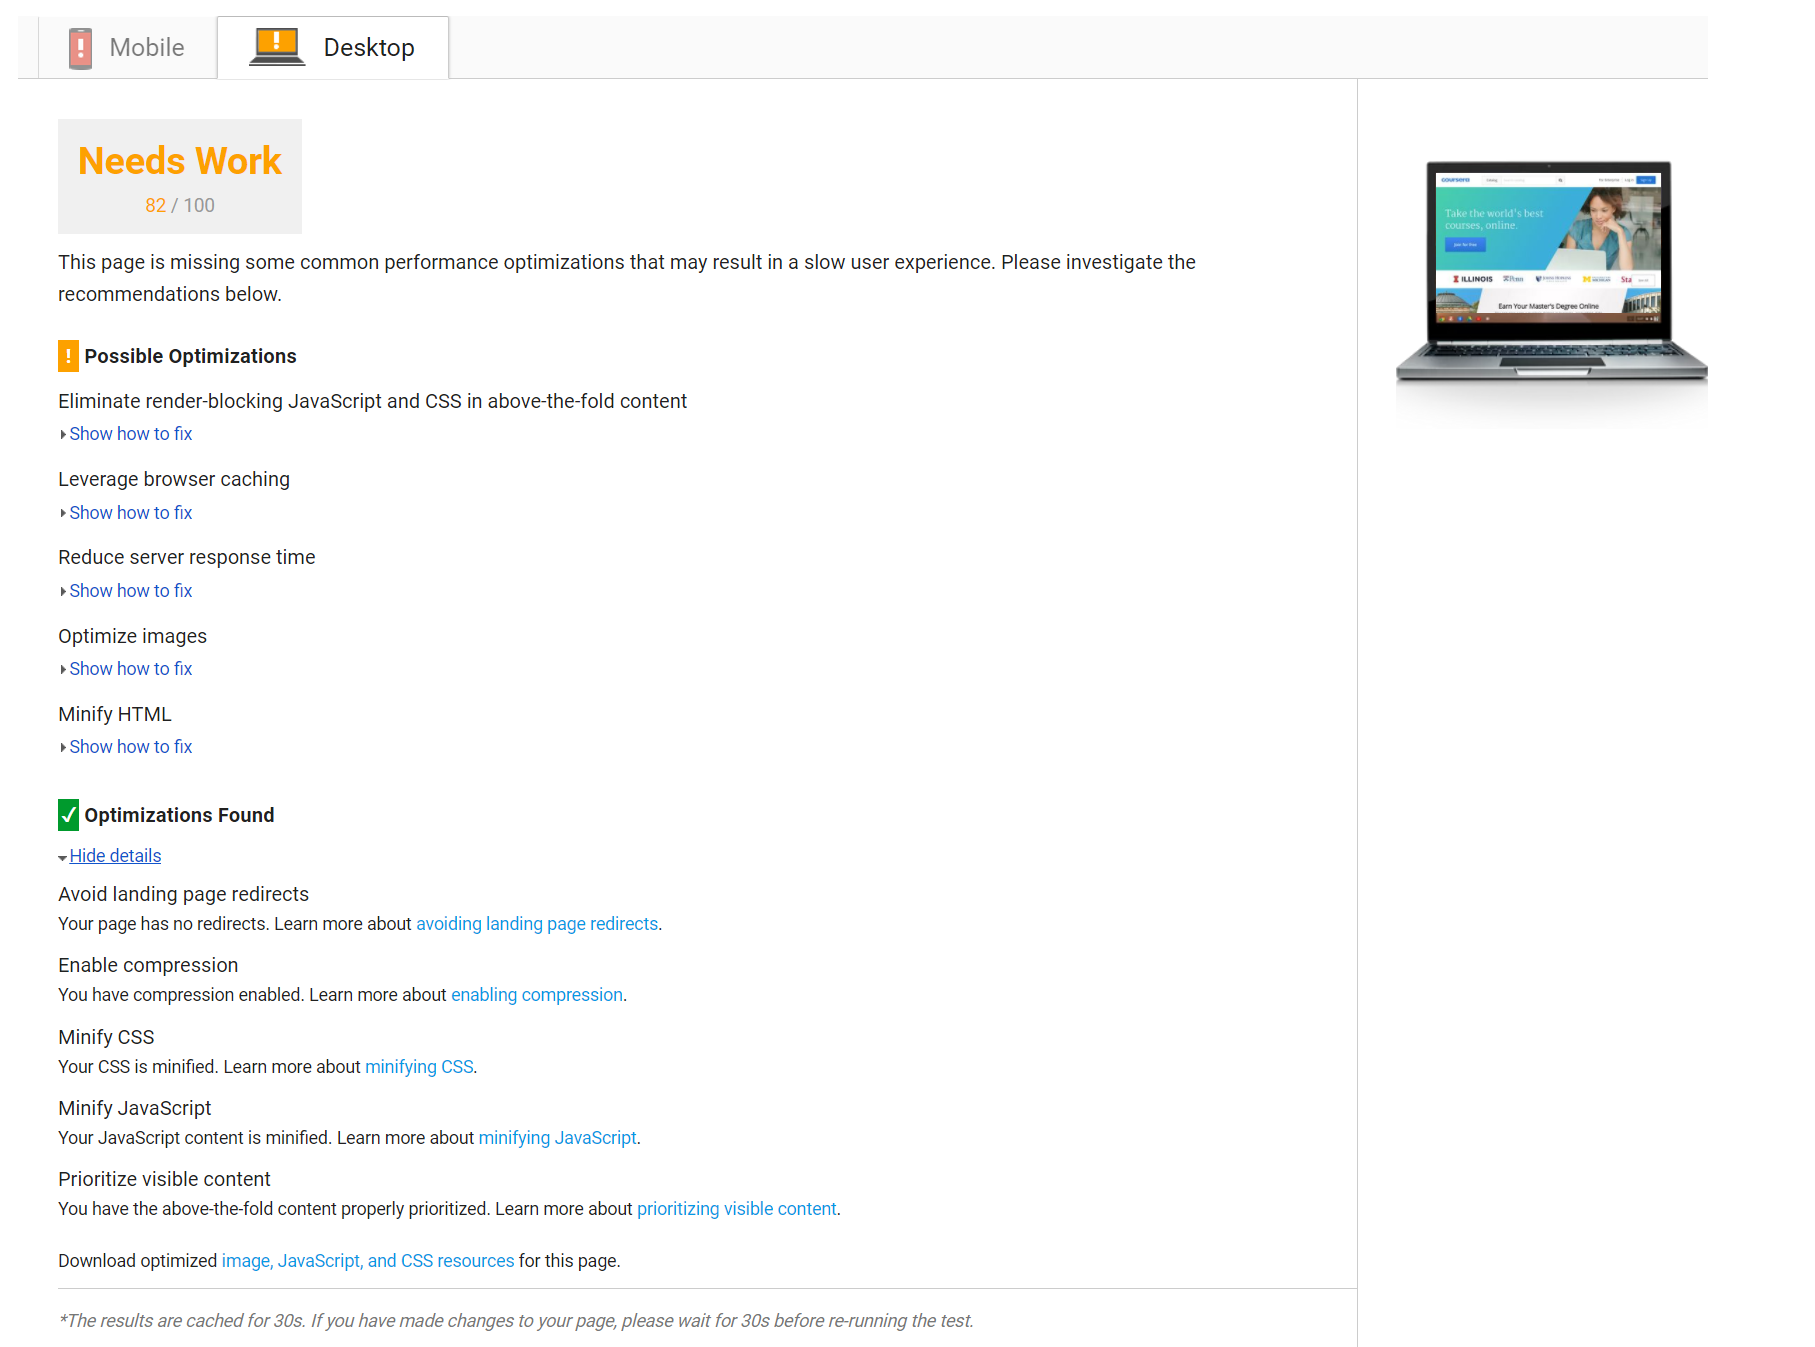 Mobile
Desktop
Needs Work
82 / 100
This page is missing some common performance optimizations that may result in a slow user experience. Please investigate the
recommendations below.
! Possible Optimizations
Eliminate render-blocking JavaScript and CSS in above-the-fold content
Show how to fix
Leverage browser caching
Show how to fix
Reduce server response time
Show how to fix
Optimize images
Show how to fix
Minify HTML
Show how to fix
✓ Optimizations Found
Hide details
Avoid landing page redirects
Your page has no redirects. Learn more about avoiding landing page redirects.
Enable compression
You have compression enabled. Learn more about enabling compression.
Minify CSS
Your CSS is minified. Learn more about minifying CSS.
Minify JavaScript
Your JavaScript content is minified. Learn more about minifying JavaScript.
Prioritize visible content
You have the above-the-fold content properly prioritized. Learn more about prioritizing visible content.
Download optimized image, JavaScript, and CSS resources for this page.
*The results are cached for 30s. If you have made changes to your page, please wait for 30s before re-running the test.
coursera
Take the world's best
courses, online.
Join for free
ILLINOIS
Penn
Earn Your Master's Degree Online